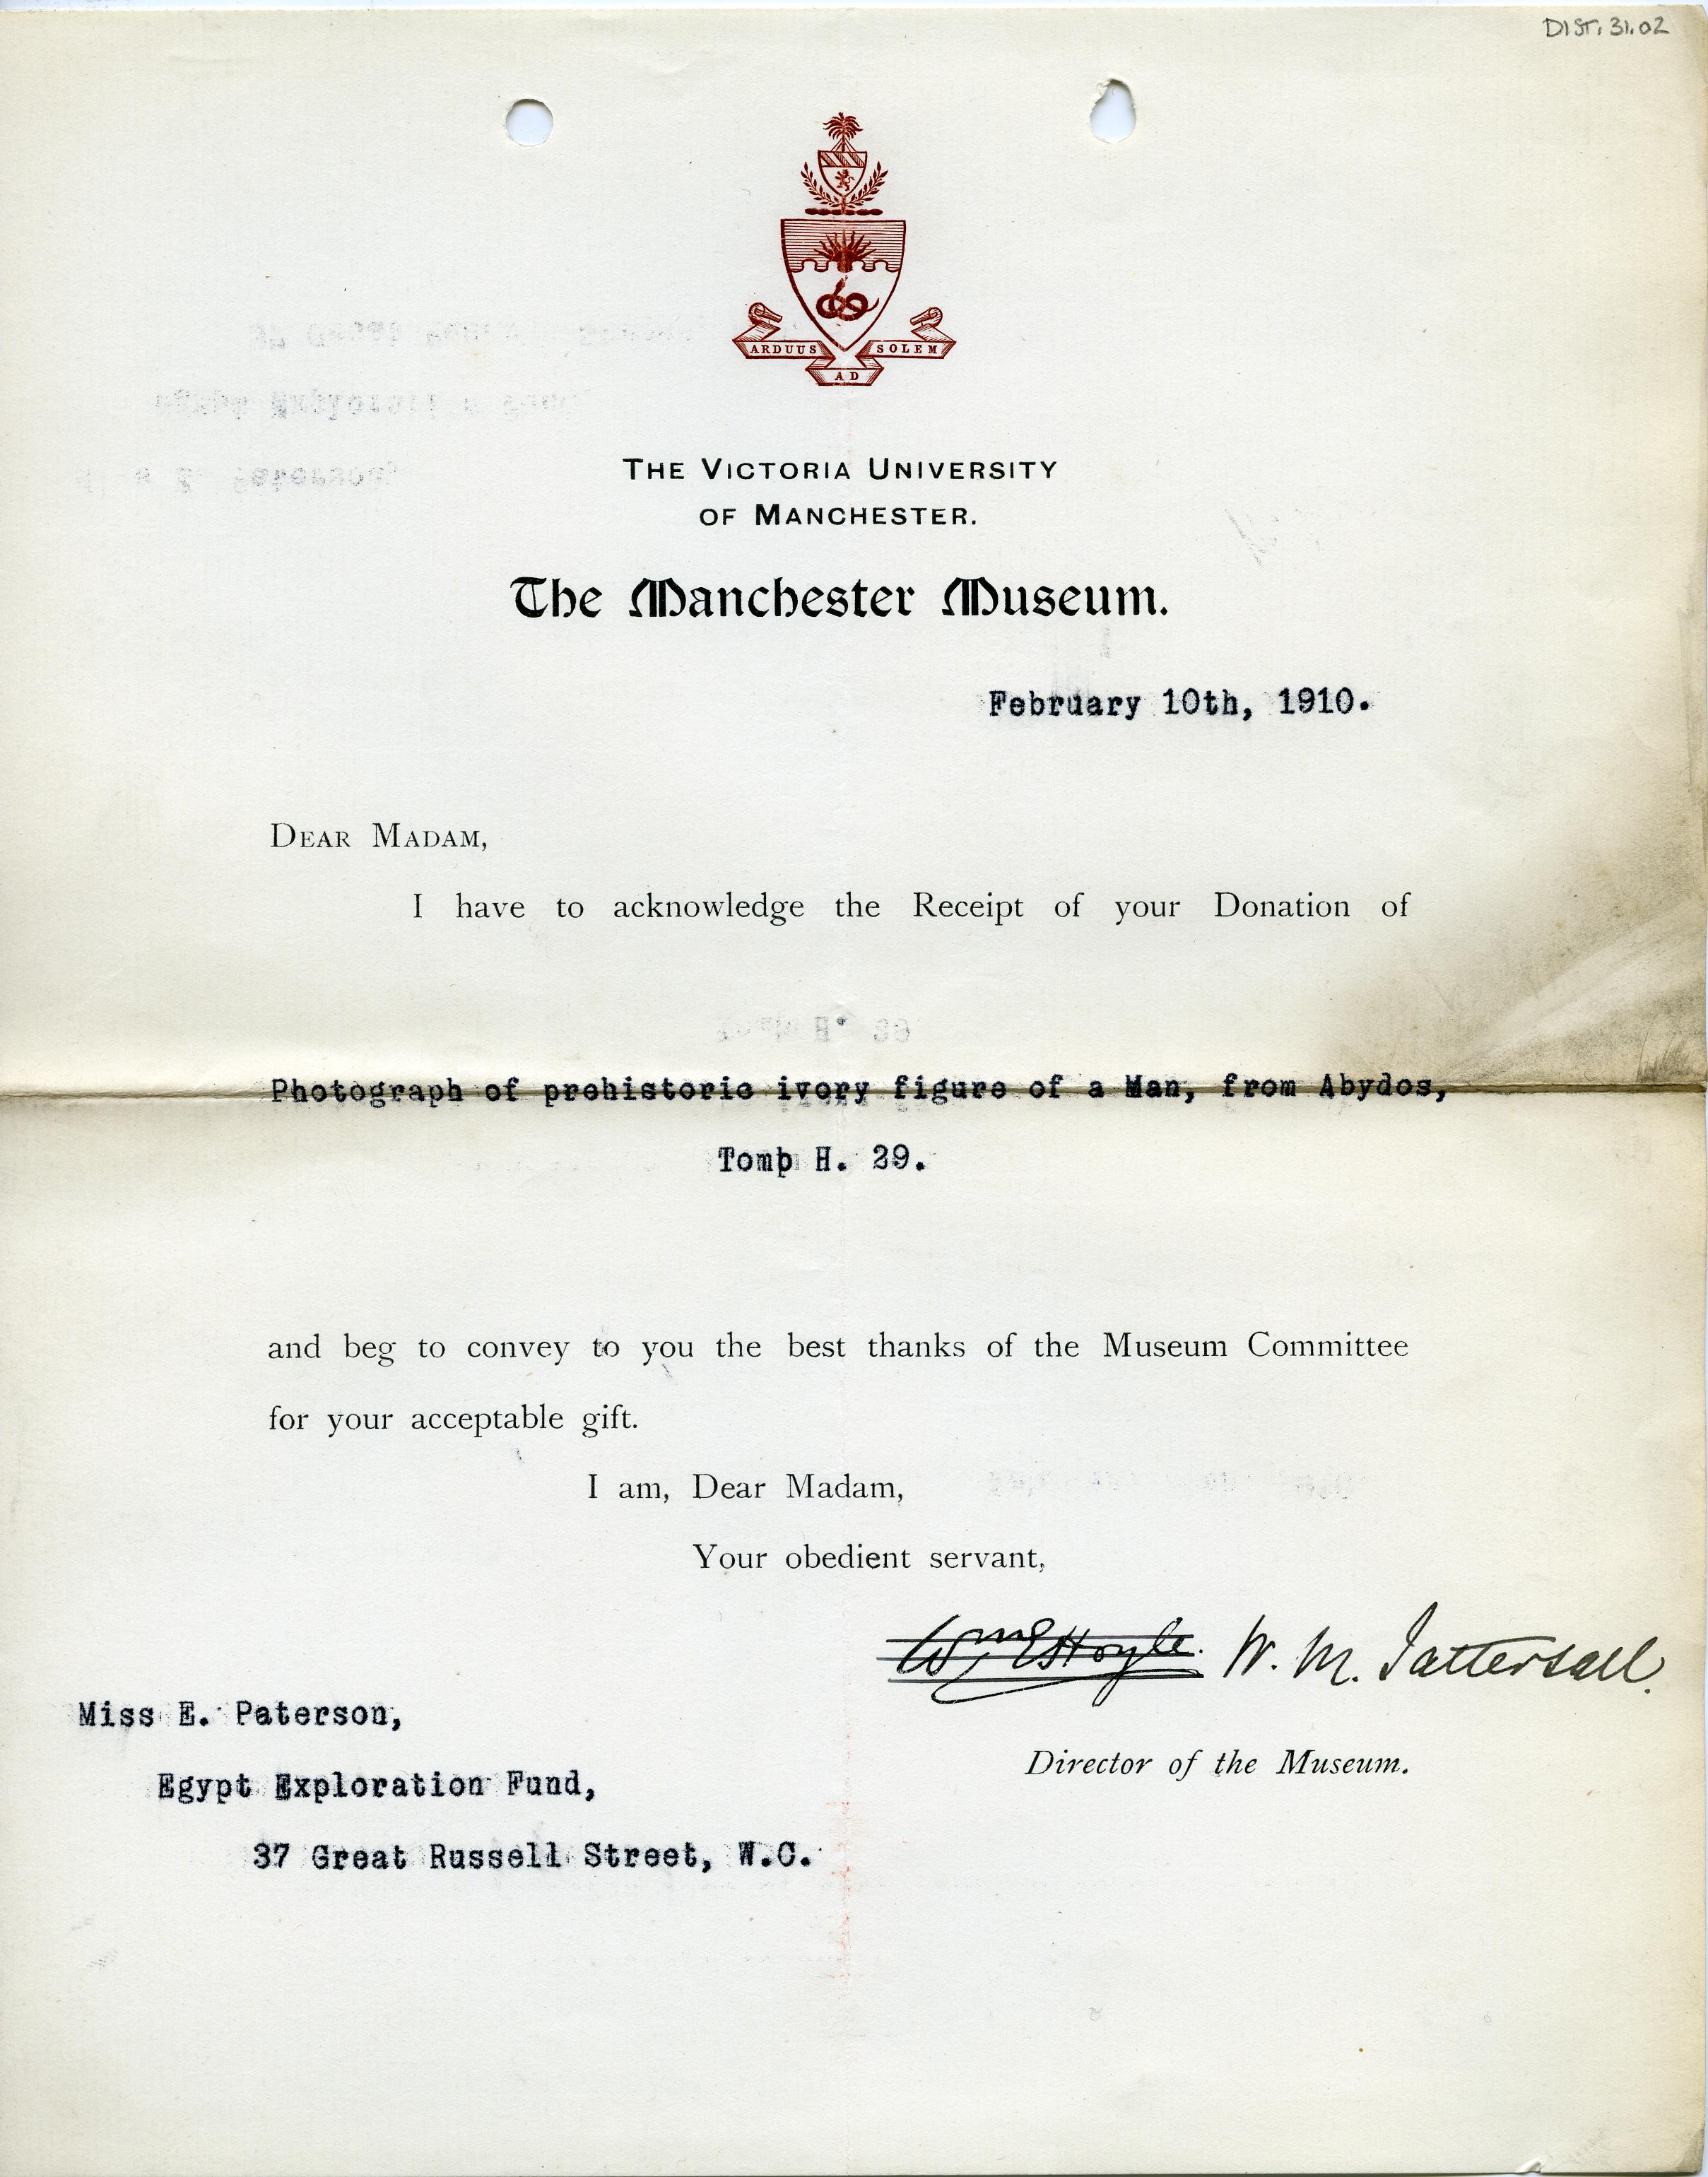 DIST. 31.02
ARDUUS AD SOLEM
THE VICTORIA UNIVERSITY
OF MANCHESTER.
The Manchester Museum.
February 10th, 1910.
DEAR MADAM,
I have to acknowledge the Receipt of your Donation of
Photograph of prehistoric ivory figure of a Man, from Abydos,
Tomb H. 29.
and beg to convey to you the best thanks of the Museum Committee
for your acceptable gift.
I am, Dear Madam,
Your obedient servant,
Wm E Hoyle. W. M. Tattersall.
Director of the Museum.
Miss E. Paterson,
Egypt Exploration Fund,
37 Great Russell Street, W.C.